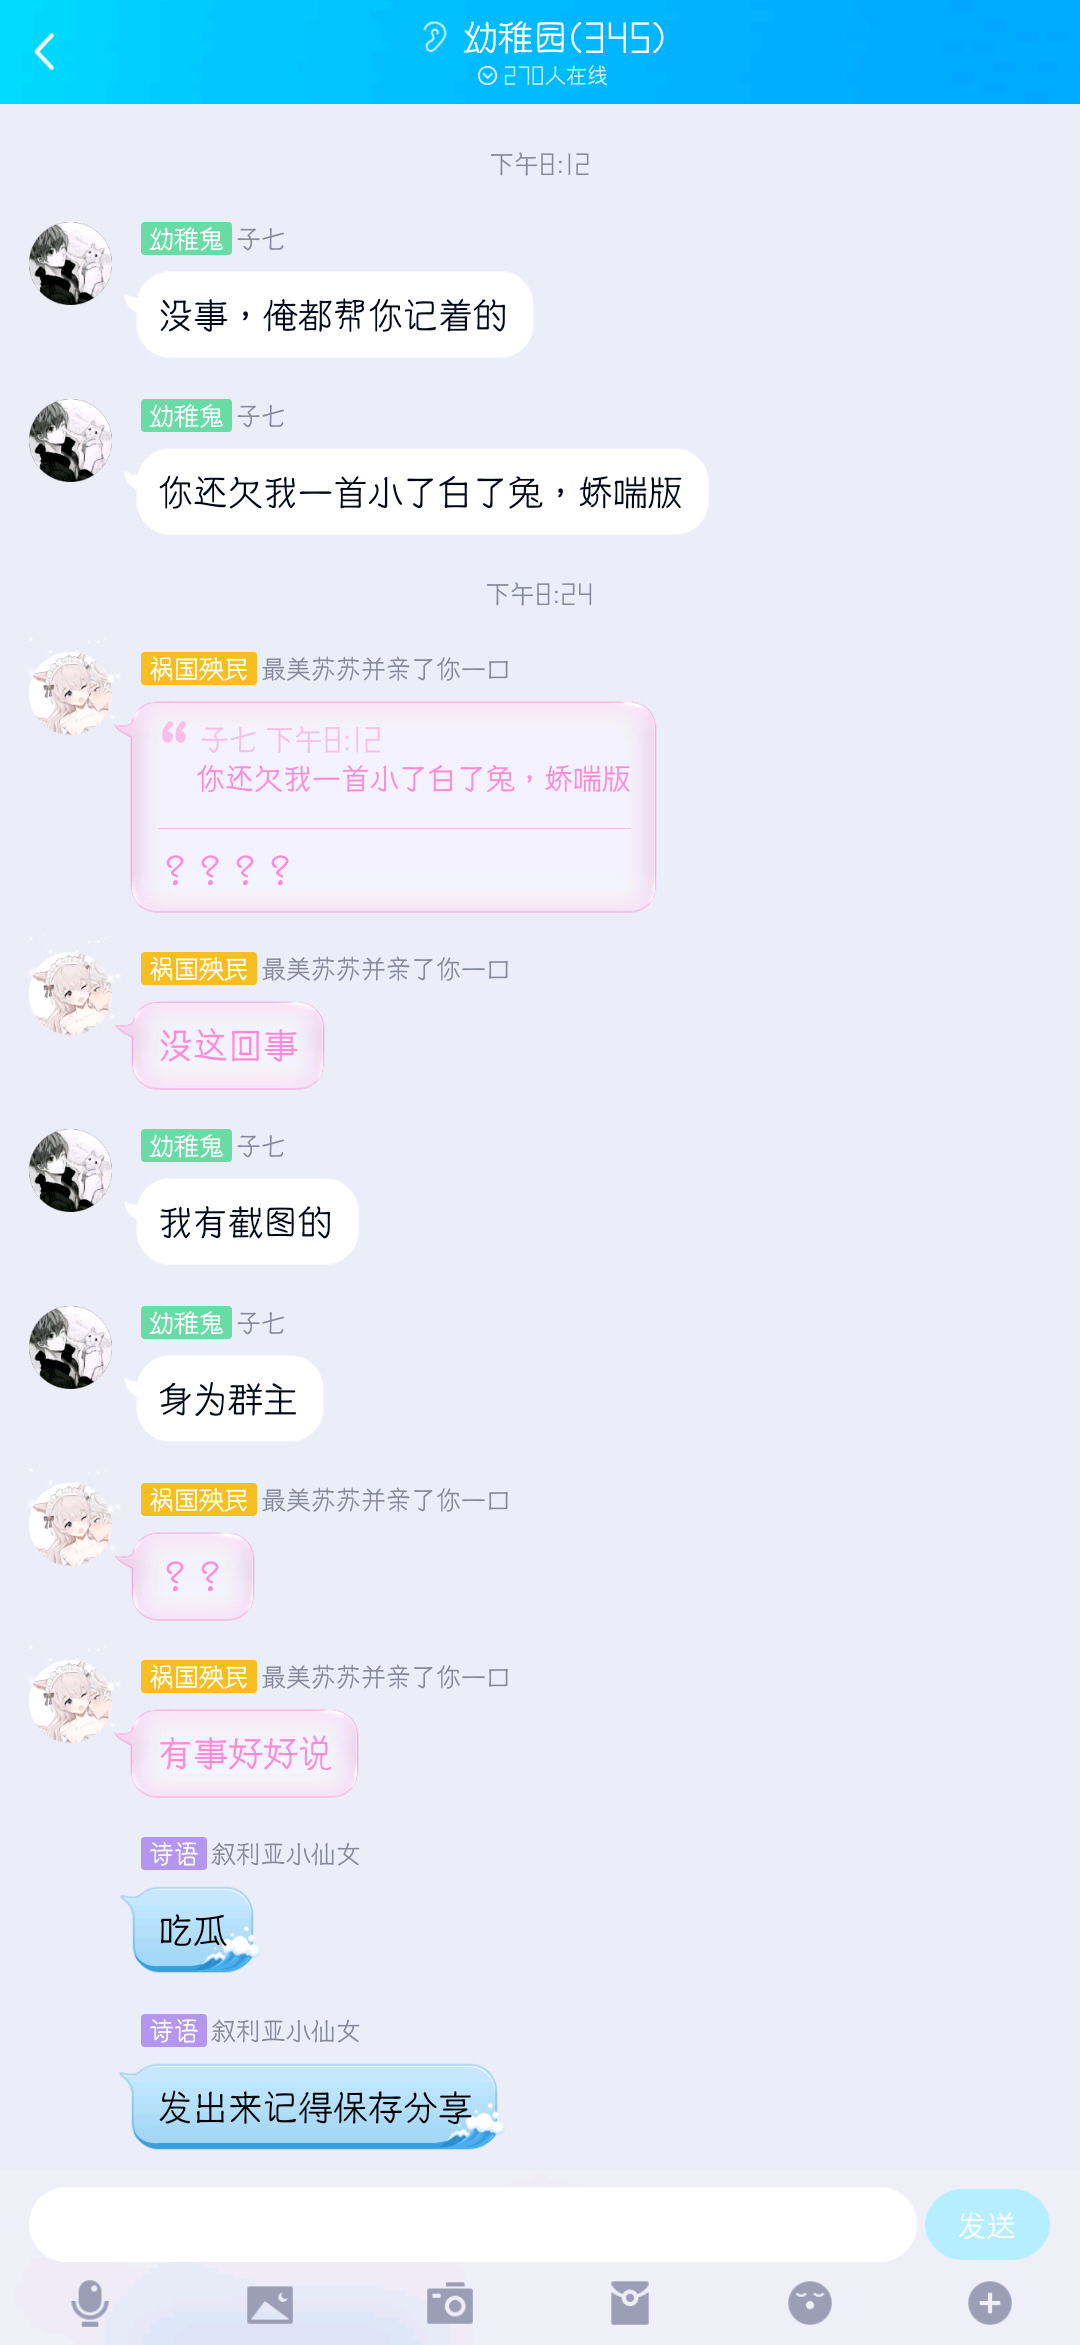 幼稚园(345)
270人在线
下午8:12
幼稚鬼 子七
没事，俺都帮你记着的
幼稚鬼 子七
你还欠我一首小了白了兔，娇喘版
下午8:24
祸国殃民 最美苏苏并亲了你一口
子七 下午8:12
你还欠我一首小了白了兔，娇喘版
？？？？
祸国殃民 最美苏苏并亲了你一口
没这回事
幼稚鬼 子七
我有截图的
幼稚鬼 子七
身为群主
祸国殃民 最美苏苏并亲了你一口
？？
祸国殃民 最美苏苏并亲了你一口
有事好好说
诗语 叙利亚小仙女
吃瓜
诗语 叙利亚小仙女
发出来记得保存分享
发送